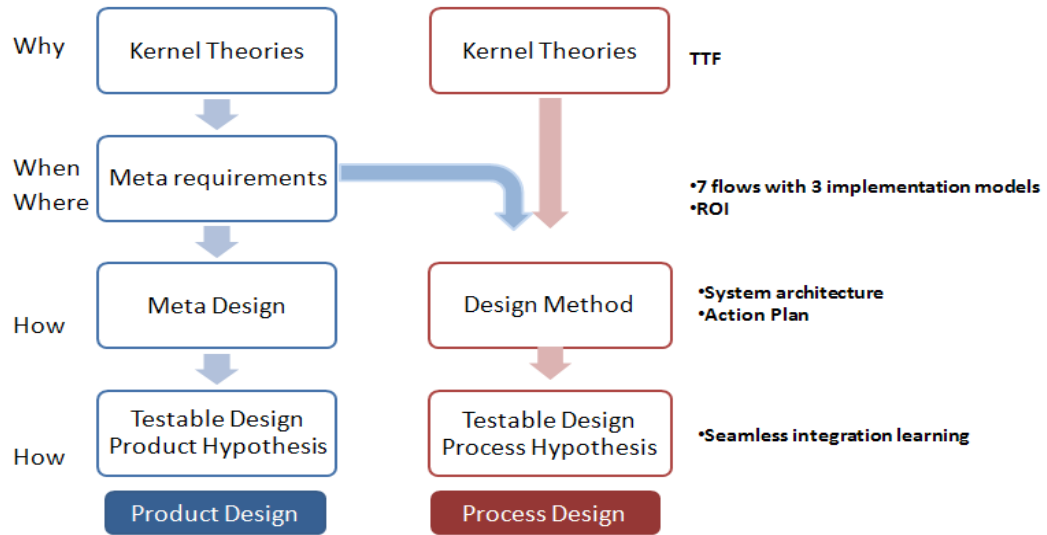 Why
Kernel Theories
Kernel Theories
TTF
When
Where
Meta requirements
•7 flows with 3 implementation models
•ROI
How
Meta Design
Design Method
•System architecture
•Action Plan
How
Testable Design
Product Hypothesis
Testable Design
Process Hypothesis
•Seamless integration learning
Product Design
Process Design